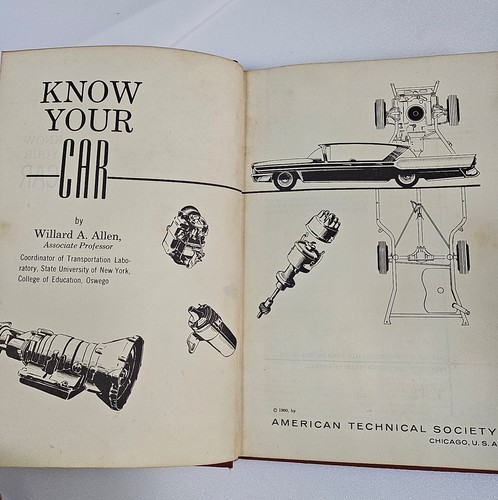 KNOW
YOUR
CAR
by
Willard A. Allen,
Associate Professor
Coordinator of Transportation Labo-
ratory, State University of New York,
College of Education, Oswego
© 1960, by
AMERICAN TECHNICAL SOCIETY
CHICAGO, U. S. A